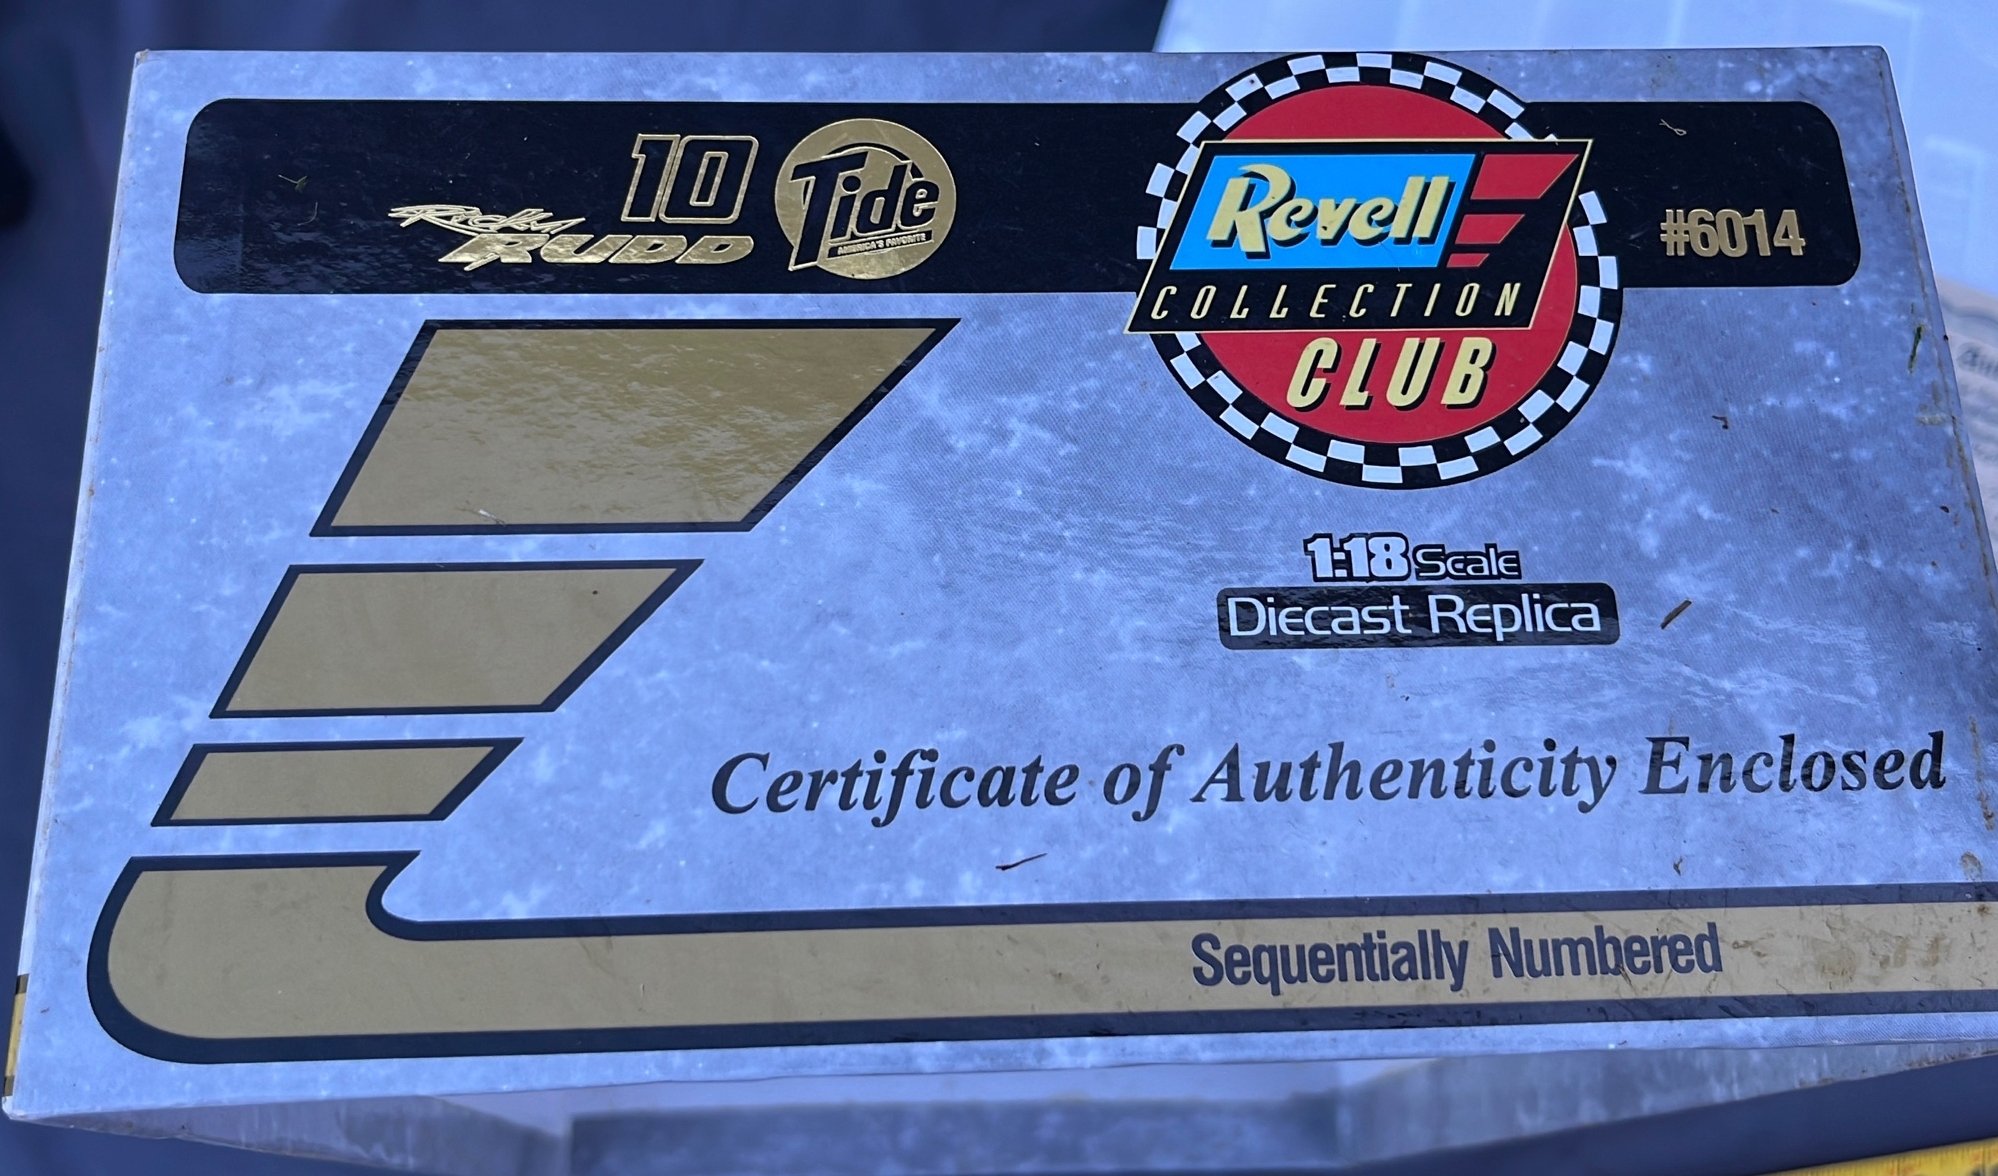 10
Ricky
RUDD
Tide
AMERICA'S FAVORITE
Revell
COLLECTION
CLUB
#6014
1:18 Scale
Diecast Replica
Certificate of Authenticity Enclosed
Sequentially Numbered